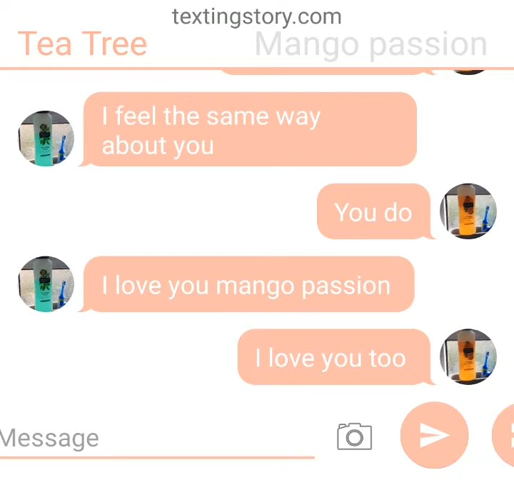 textingstory.com
Tea Tree
Mango passion
I feel the same way
about you
You do
I love you mango passion
I love you too
Message